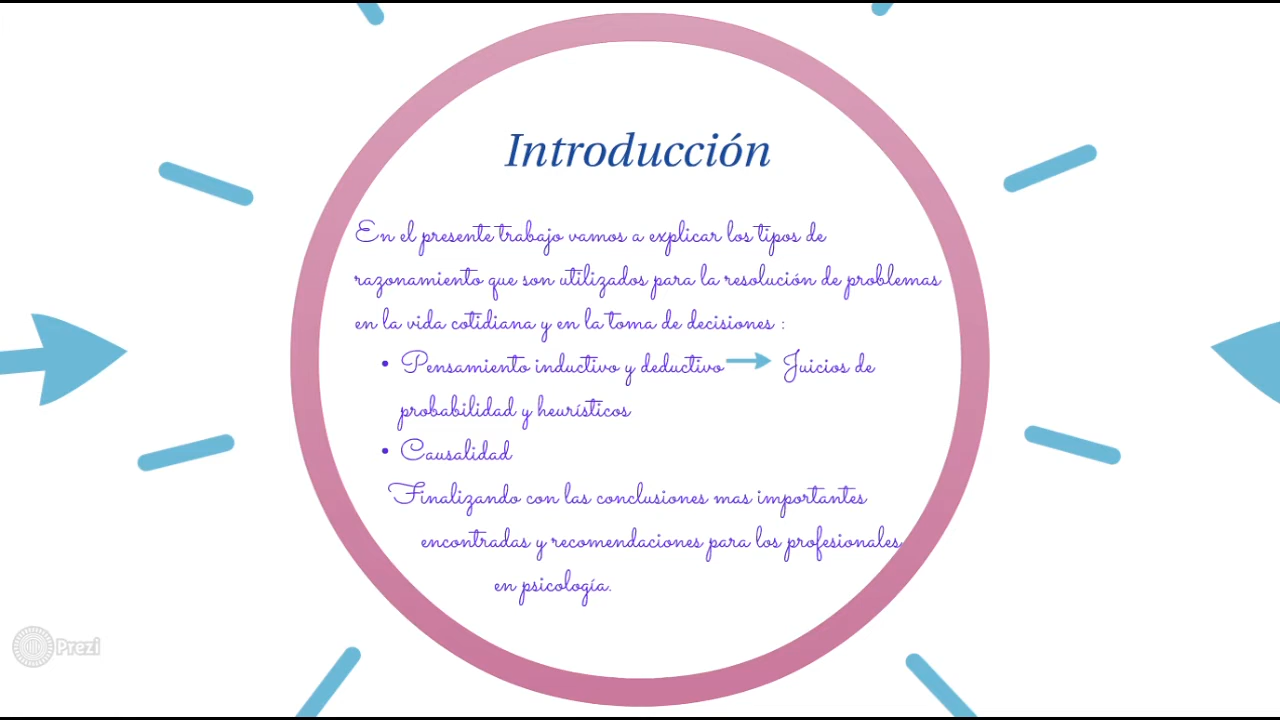 Introducción
En el presente trabajo vamos a explicar los tipos de
razonamiento que son utilizados para la resolución de problemas
en la vida cotidiana y en la toma de decisiones :
• Pensamiento inductivo y deductivo Juicios de
probabilidad y heurísticos
• Causalidad
Finalizando con las conclusiones mas importantes
encontradas y recomendaciones para los profesionales
en psicología.
Prezi